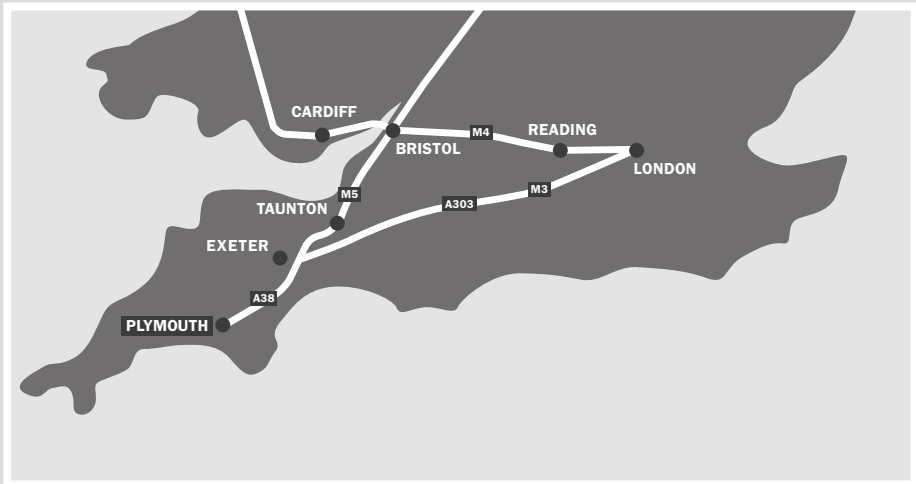 CARDIFF
M4
READING
BRISTOL
LONDON
M5
M3
A303
TAUNTON
EXETER
A38
PLYMOUTH